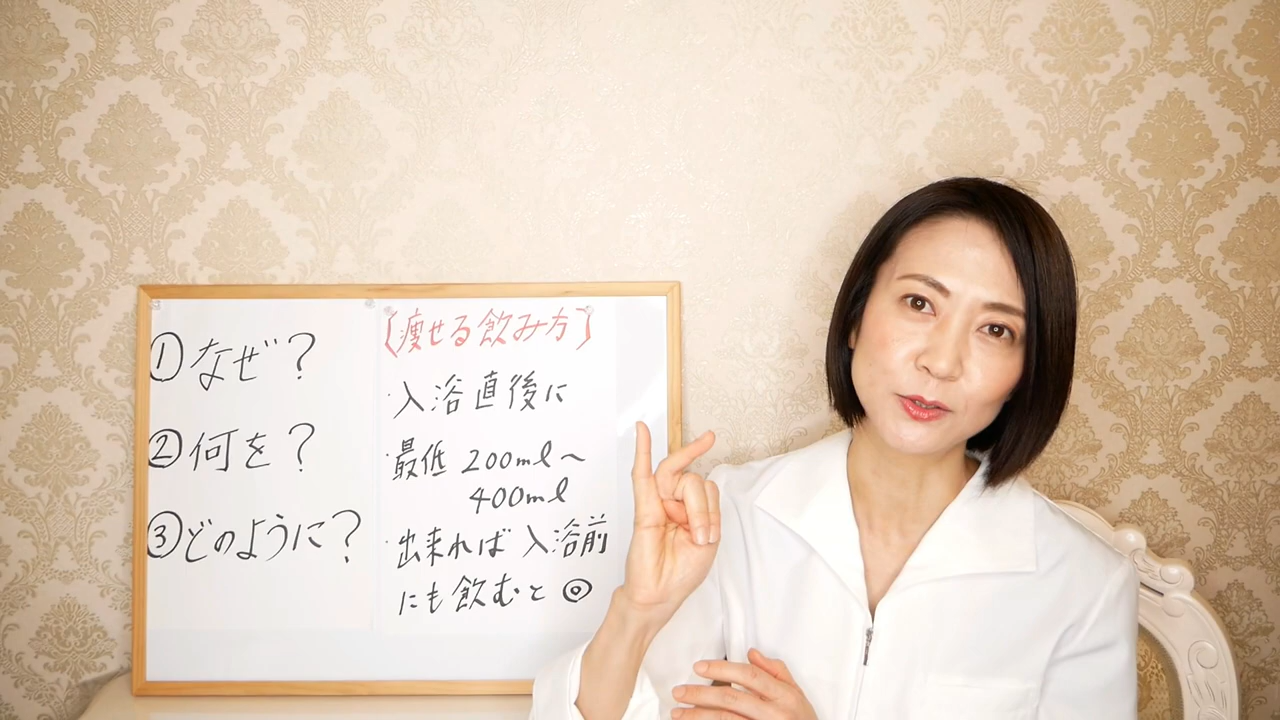 ①なぜ?
②何を?
③どのように?
【痩せる飲み方】
・入浴直後に
・最低 200ml〜
400ml
・出来れば入浴前
にも飲むと◎